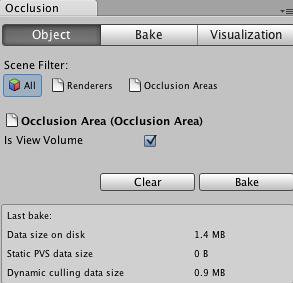 Occlusion
Object Bake Visualization
Scene Filter:
All Renderers Occlusion Areas
Occlusion Area (Occlusion Area)
Is View Volume
Clear Bake
Last bake:
Data size on disk 1.4 MB
Static PVS data size 0 B
Dynamic culling data size 0.9 MB